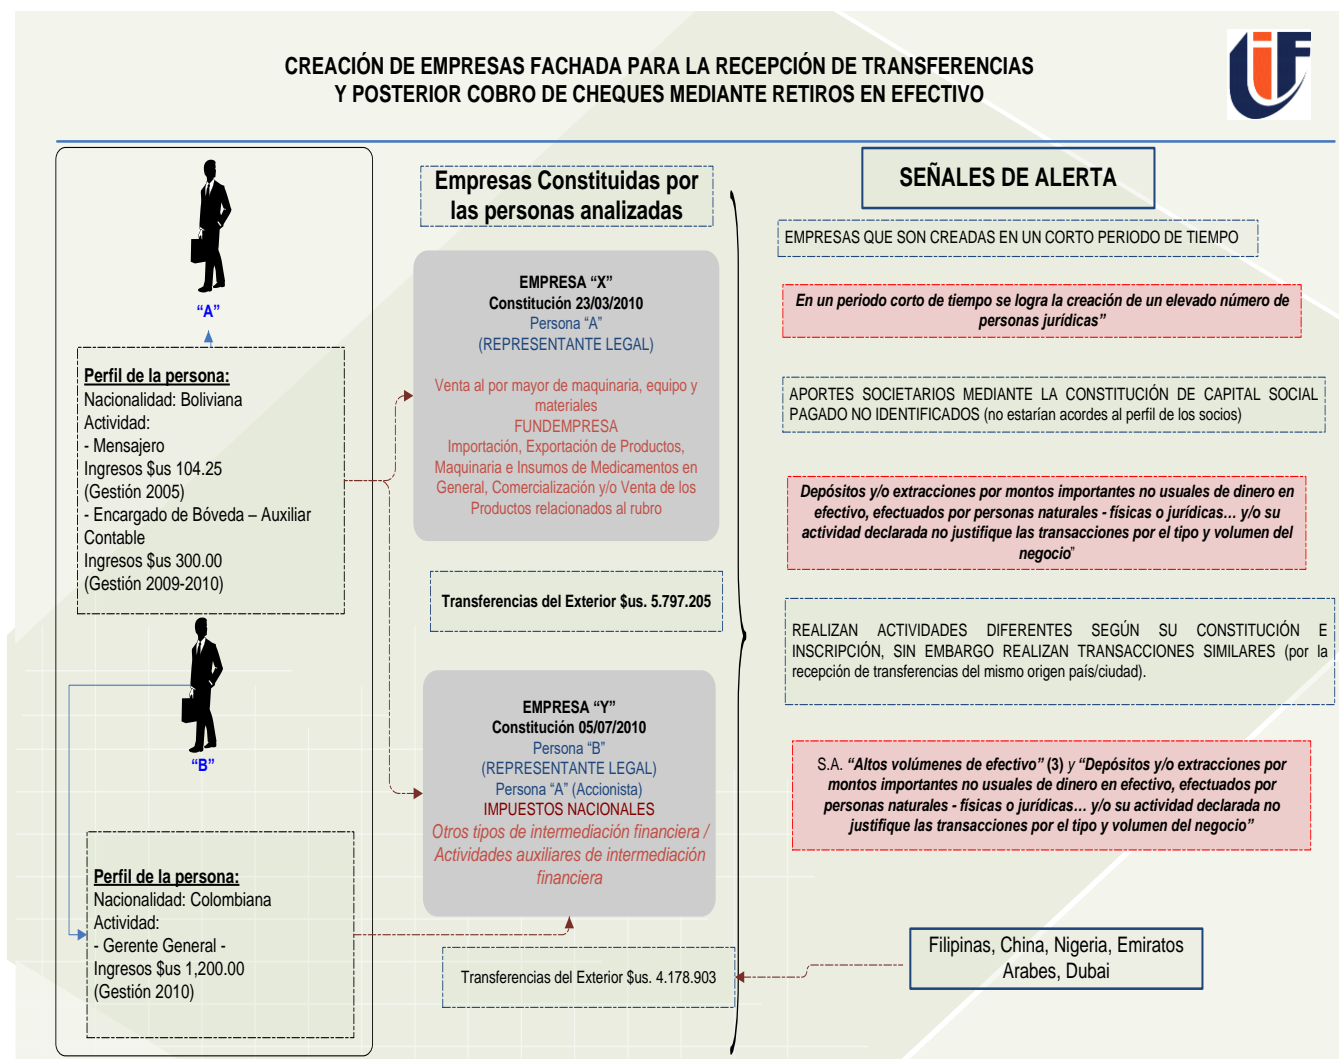 CREACIÓN DE EMPRESAS FACHADA PARA LA RECEPCIÓN DE TRANSFERENCIAS
Y POSTERIOR COBRO DE CHEQUES MEDIANTE RETIROS EN EFECTIVO
UIF
“A”
Perfil de la persona:
Nacionalidad: Boliviana
Actividad:
- Mensajero
Ingresos $us 104.25
(Gestión 2005)
- Encargado de Bóveda – Auxiliar
Contable
Ingresos $us 300.00
(Gestión 2009-2010)
“B”
Perfil de la persona:
Nacionalidad: Colombiana
Actividad:
- Gerente General -
Ingresos $us 1,200.00
(Gestión 2010)
Empresas Constituidas por
las personas analizadas
EMPRESA “X”
Constitución 23/03/2010
Persona “A”
(REPRESENTANTE LEGAL)
Venta al por mayor de maquinaria, equipo y
materiales
FUNDEMPRESA
Importación, Exportación de Productos,
Maquinaria e Insumos de Medicamentos en
General, Comercialización y/o Venta de los
Productos relacionados al rubro
Transferencias del Exterior $us. 5.797.205
EMPRESA “Y”
Constitución 05/07/2010
Persona “B”
(REPRESENTANTE LEGAL)
Persona “A” (Accionista)
IMPUESTOS NACIONALES
Otros tipos de intermediación financiera /
Actividades auxiliares de intermediación
financiera
Transferencias del Exterior $us. 4.178.903
SEÑALES DE ALERTA
EMPRESAS QUE SON CREADAS EN UN CORTO PERIODO DE TIEMPO
En un periodo corto de tiempo se logra la creación de un elevado número de
personas jurídicas”
APORTES SOCIETARIOS MEDIANTE LA CONSTITUCIÓN DE CAPITAL SOCIAL
PAGADO NO IDENTIFICADOS (no estarían acordes al perfil de los socios)
Depósitos y/o extracciones por montos importantes no usuales de dinero en
efectivo, efectuados por personas naturales - físicas o jurídicas… y/o su
actividad declarada no justifique las transacciones por el tipo y volumen del
negocio”
REALIZAN ACTIVIDADES DIFERENTES SEGÚN SU CONSTITUCIÓN E
INSCRIPCIÓN, SIN EMBARGO REALIZAN TRANSACCIONES SIMILARES (por la
recepción de transferencias del mismo origen país/ciudad).
S.A. “Altos volúmenes de efectivo” (3) y “Depósitos y/o extracciones por
montos importantes no usuales de dinero en efectivo, efectuados por
personas naturales - físicas o jurídicas… y/o su actividad declarada no
justifique las transacciones por el tipo y volumen del negocio”
Filipinas, China, Nigeria, Emiratos
Arabes, Dubai